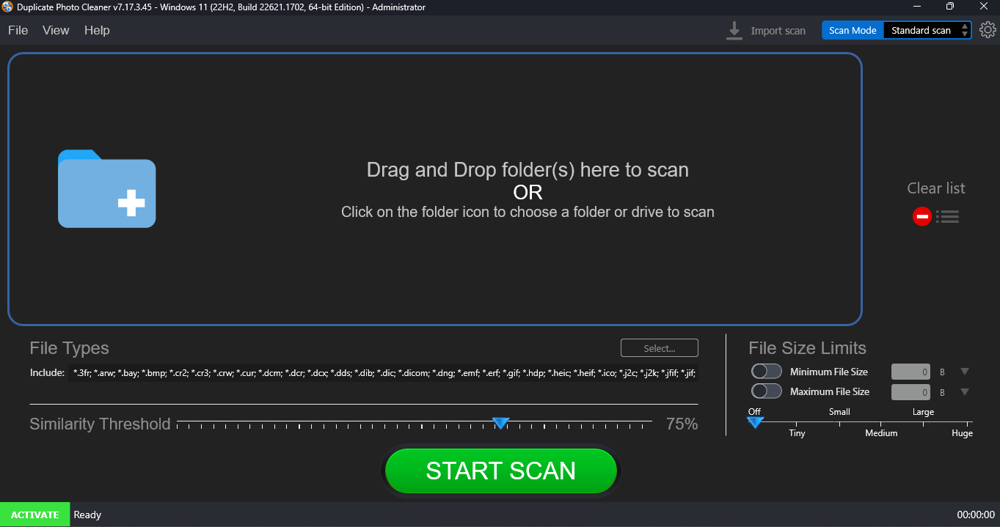 Duplicate Photo Cleaner v7.17.3.45 - Windows 11 (22H2, Build 22621.1702, 64-bit Edition) - Administrator
File View Help Import scan Scan Mode Standard scan
Drag and Drop folder(s) here to scan
OR
Click on the folder icon to choose a folder or drive to scan
Clear list
File Types Select...
Include: *.3fr; *.arw; *.bay; *.bmp; *.cr2; *.cr3; *.crw; *.cur; *.dcm; *.dcr; *.dcx; *.dds; *.dib; *.dic; *.dicom; *.dng; *.emf; *.erf; *.gif; *.hdp; *.heic; *.heif; *.ico; *.j2c; *.j2k; *.jfif; *.jif;
Similarity Threshold 75%
File Size Limits
Minimum File Size 0 B
Maximum File Size 0 B
Off Small Large
Tiny Medium Huge
START SCAN
ACTIVATE Ready 00:00:00